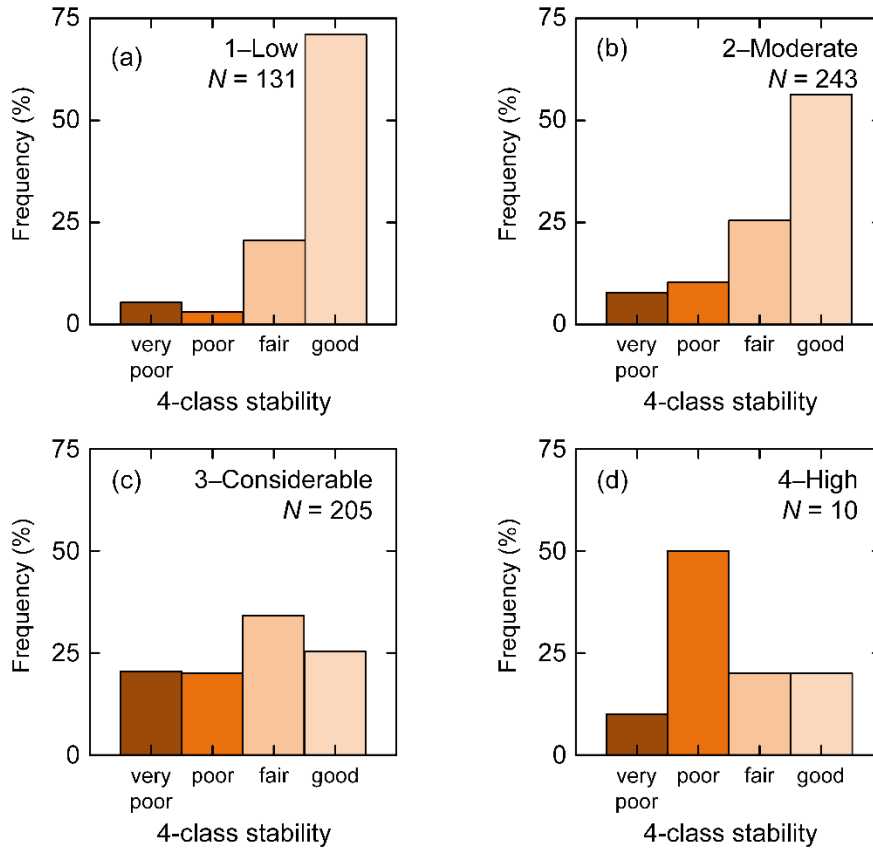 (a)
1–Low
N = 131
Frequency (%)
75
50
25
0
very poor
poor
fair
good
4-class stability
(b)
2–Moderate
N = 243
Frequency (%)
75
50
25
0
very poor
poor
fair
good
4-class stability
(c)
3–Considerable
N = 205
Frequency (%)
75
50
25
0
very poor
poor
fair
good
4-class stability
(d)
4–High
N = 10
Frequency (%)
75
50
25
0
very poor
poor
fair
good
4-class stability